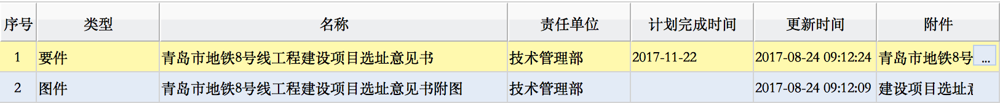 序号 类型 名称 责任单位 计划完成时间 更新时间 附件
1 要件 青岛市地铁8号线工程建设项目选址意见书 技术管理部 2017-11-22 2017-08-24 09:12:24 青岛市地铁8号 ...
2 图件 青岛市地铁8号线工程建设项目选址意见书附图 技术管理部 2017-08-24 09:12:09 建设项目选址